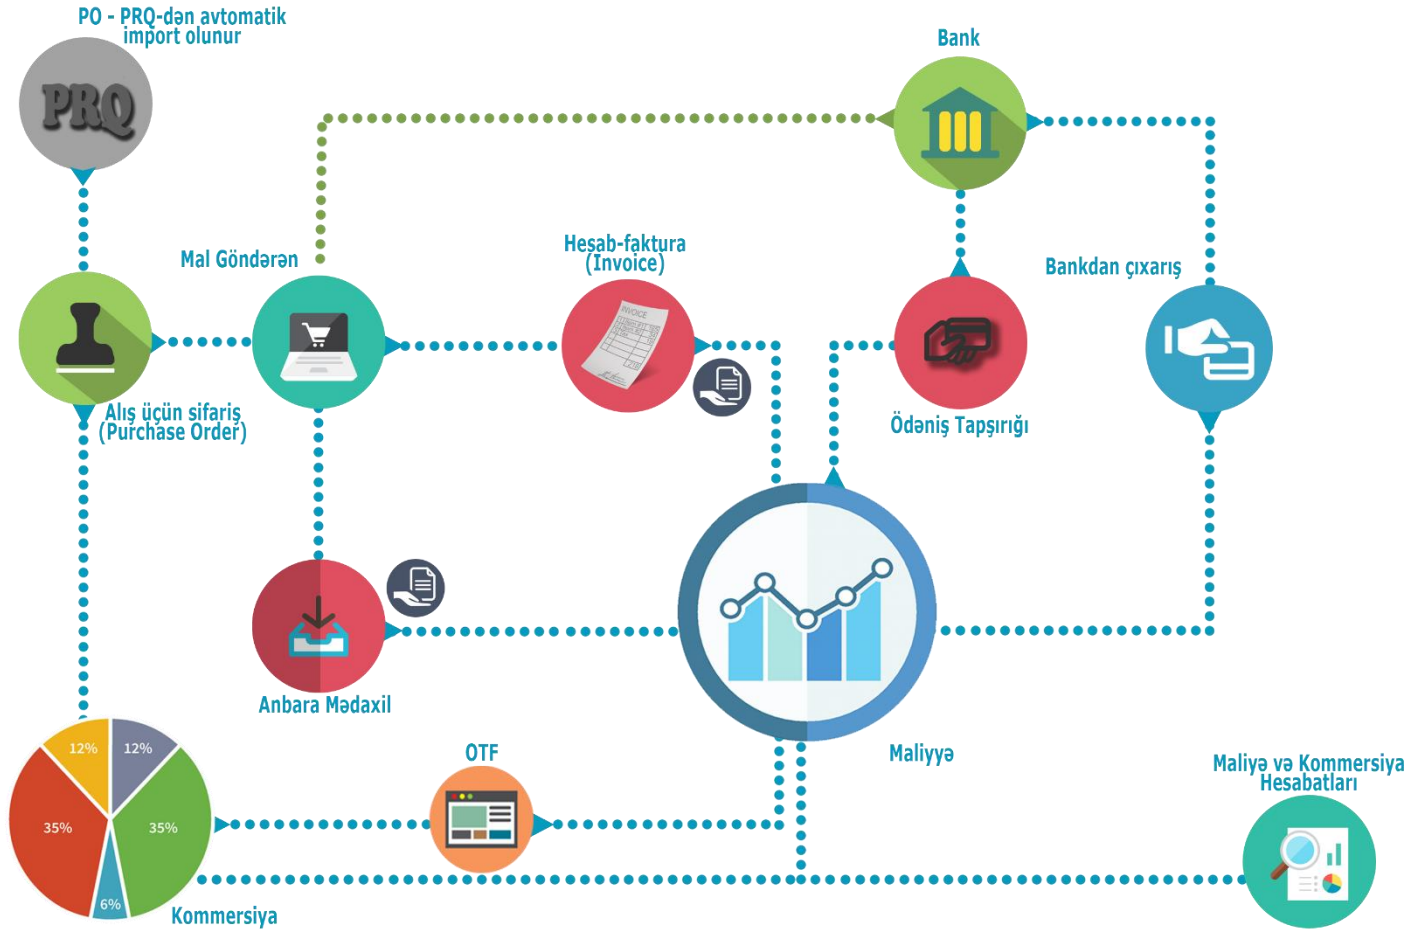 PO - PRQ-dən avtomatik
import olunur
PRQ
Bank
Mal Göndərən
Hesab-faktura
(Invoice)
INVOICE
Bankdan çıxarış
Alış üçün sifariş
(Purchase Order)
Ödəniş Tapşırığı
Anbara Mədaxil
OTF
Maliyyə
Maliyə və Kommersiya
Hesabatları
12%
12%
35%
35%
6%
Kommersiya